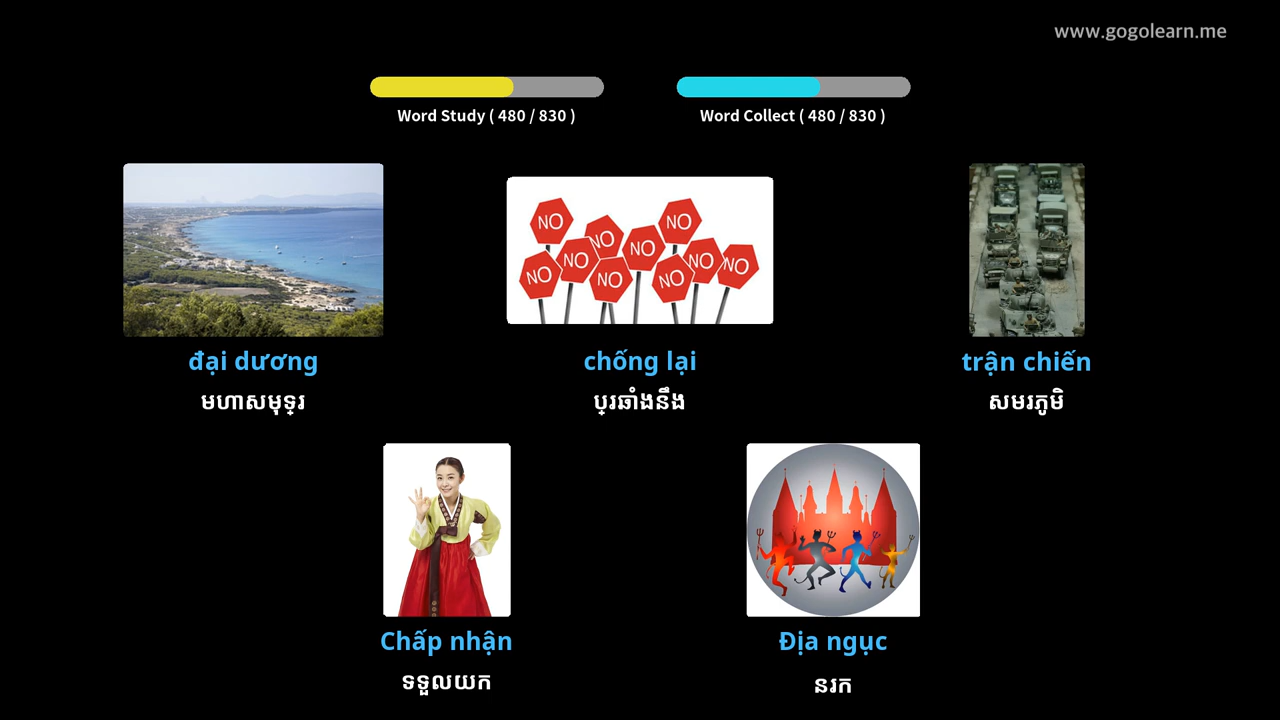 www.gogolearn.me
Word Study ( 480 / 830 )
Word Collect ( 480 / 830 )
NO
NO
NO
NO
NO
NO
NO
NO
NO
NO
đại dương
មហាសមុទ្រ
chống lại
ប្រឆាំងនឹង
trận chiến
សមរភូមិ
Chấp nhận
ទទួលយក
Địa ngục
នរក